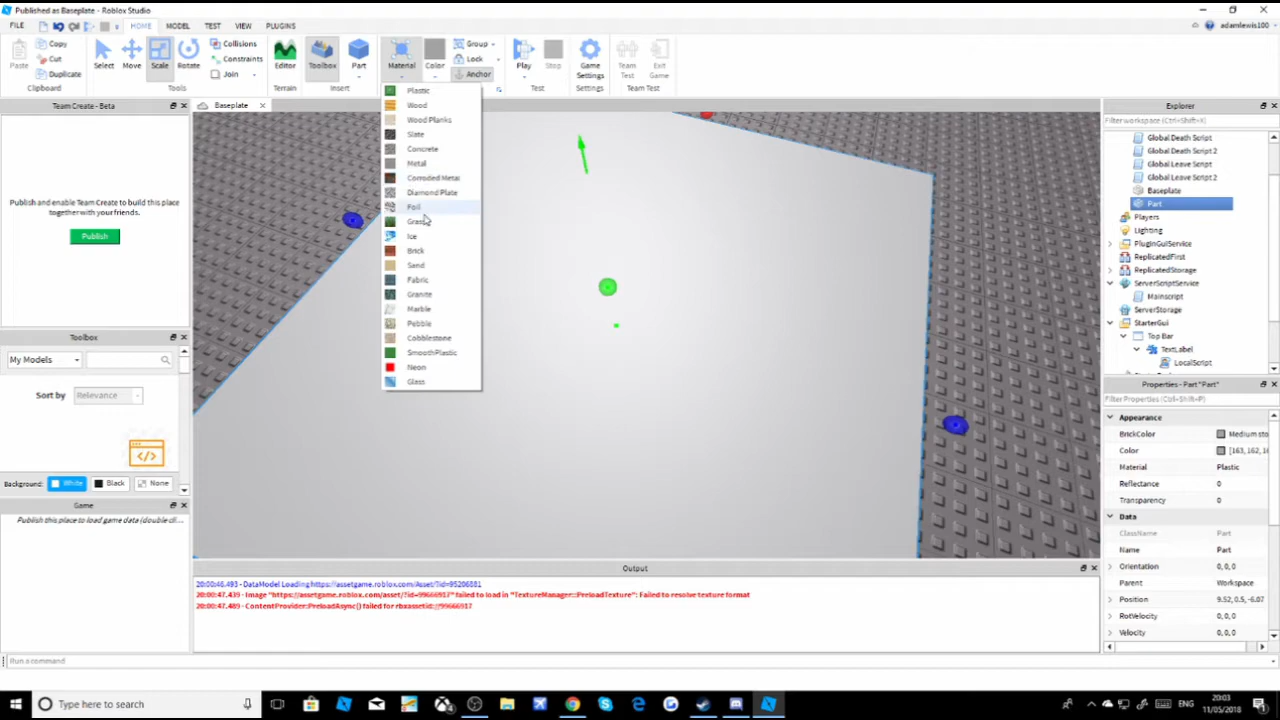 Published as Baseplate - Roblox Studio
FILE HOME MODEL TEST VIEW PLUGINS adamlewis100
Paste Copy Cut Duplicate Clipboard
Select Move Scale Rotate Collisions Constraints Join Tools
Editor Terrain
Toolbox Part Insert
Material Color Group Lock Anchor
Play Stop Test
Game Settings Settings
Team Test Exit Game Team Test
Team Create - Beta
Publish and enable Team Create to build this place
together with your friends.
Publish
Toolbox
My Models
Sort by Relevance
Background: White Black None
Game
Publish this place to load game data (double cli...
Baseplate
Plastic
Wood
Wood Planks
Slate
Concrete
Metal
Corroded Metal
Diamond Plate
Foil
Grass
Ice
Brick
Sand
Fabric
Granite
Marble
Pebble
Cobblestone
SmoothPlastic
Neon
Glass
Output
20:00:46.493 - DataModel Loading https://assetgame.roblox.com/Asset/?id=95206881
20:00:47.439 - Image "https://assetgame.roblox.com/asset/?id=99666917" failed to load in "TextureManager::PreloadTexture": Failed to resolve texture format
20:00:47.489 - ContentProvider:PreloadAsync() failed for rbxassetid://99666917
Run a command
Explorer
Filter workspace (Ctrl+Shift+X)
Global Death Script
Global Death Script 2
Global Leave Script
Global Leave Script 2
Baseplate
Part
Players
Lighting
PluginGuiService
ReplicatedFirst
ReplicatedStorage
ServerScriptService
Mainscript
ServerStorage
StarterGui
Top Bar
TextLabel
LocalScript
Properties - Part "Part"
Filter Properties (Ctrl+Shift+P)
Appearance
BrickColor Medium sto
Color [163, 162, 16
Material Plastic
Reflectance 0
Transparency 0
Data
ClassName Part
Name Part
Orientation 0, 0, 0
Parent Workspace
Position 9.52, 0.5, -6.07
RotVelocity 0, 0, 0
Velocity 0, 0, 0
Type here to search
ENG
20:03
11/05/2018